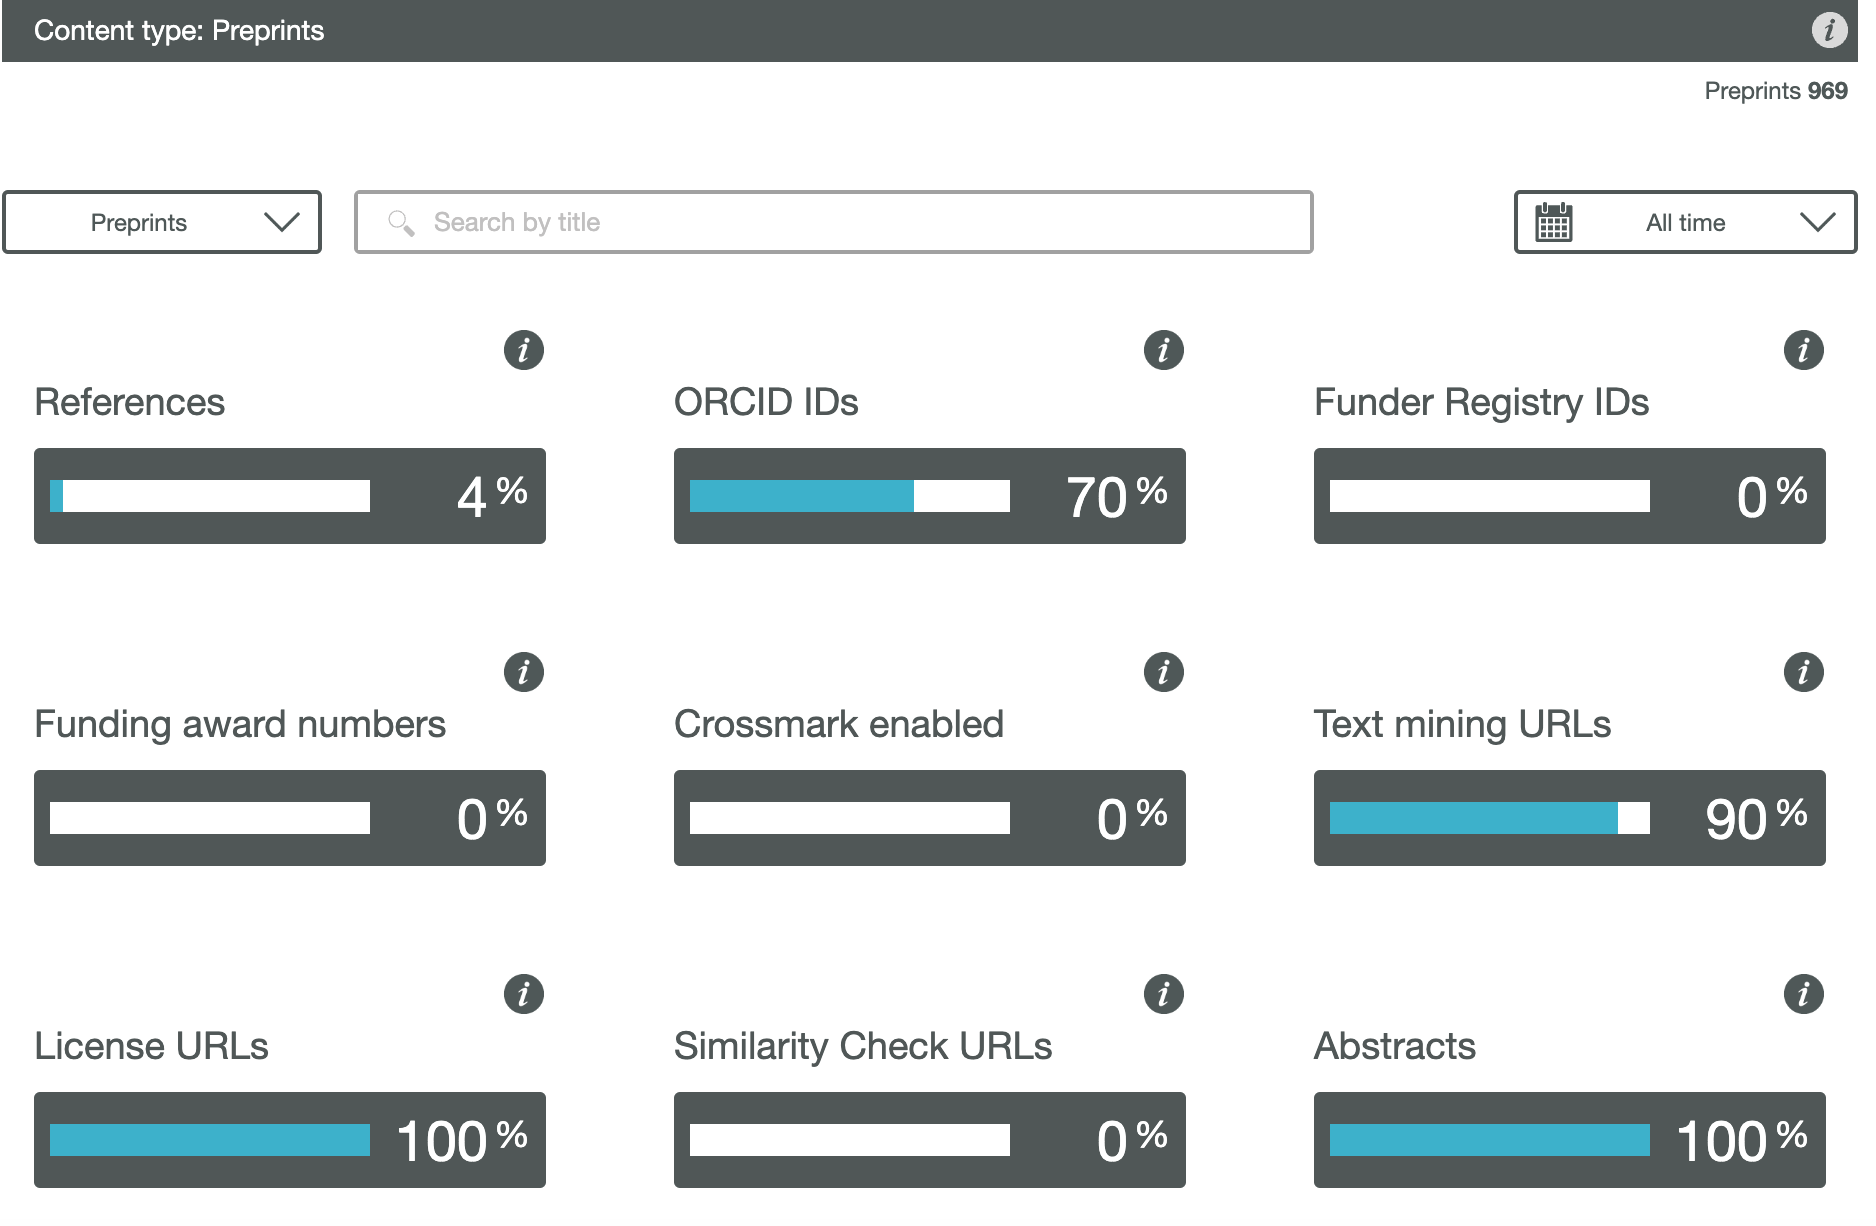 Content type: Preprints
Preprints 969
Preprints
Search by title
All time
References
ORCID IDs
Funder Registry IDs
4 %
70 %
0 %
Funding award numbers
Crossmark enabled
Text mining URLs
0 %
0 %
90 %
License URLs
Similarity Check URLs
Abstracts
100 %
0 %
100 %